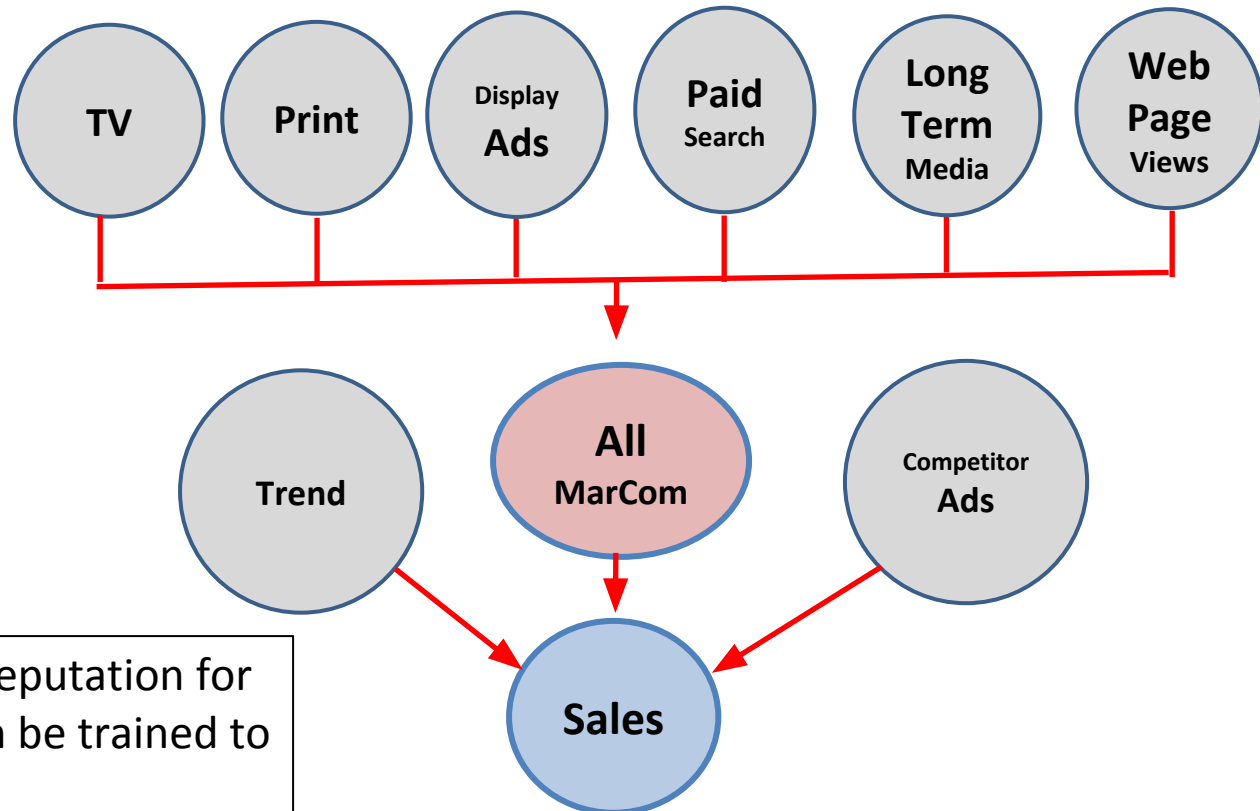 TV
Print
Display
Ads
Paid
Search
Long
Term
Media
Web
Page
Views
Trend
All
MarCom
Competitor
Ads
Sales
eputation for
be trained to